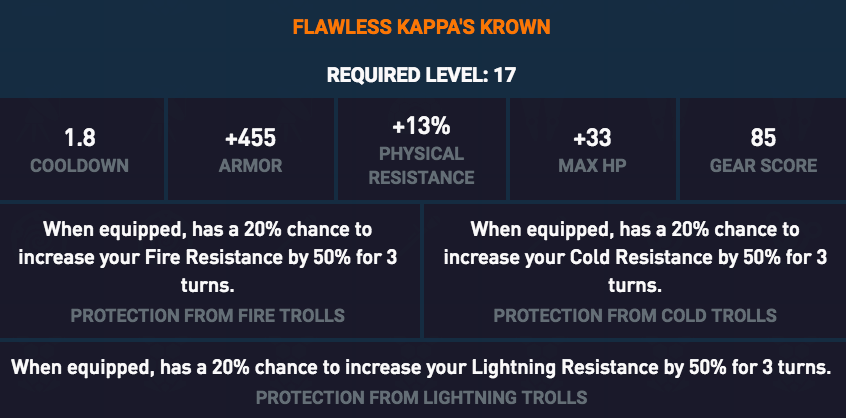 FLAWLESS KAPPA'S KROWN
REQUIRED LEVEL: 17
1.8
COOLDOWN
+455
ARMOR
+13%
PHYSICAL
RESISTANCE
+33
MAX HP
85
GEAR SCORE
When equipped, has a 20% chance to
increase your Fire Resistance by 50% for 3
turns.
PROTECTION FROM FIRE TROLLS
When equipped, has a 20% chance to
increase your Cold Resistance by 50% for 3
turns.
PROTECTION FROM COLD TROLLS
When equipped, has a 20% chance to increase your Lightning Resistance by 50% for 3 turns.
PROTECTION FROM LIGHTNING TROLLS